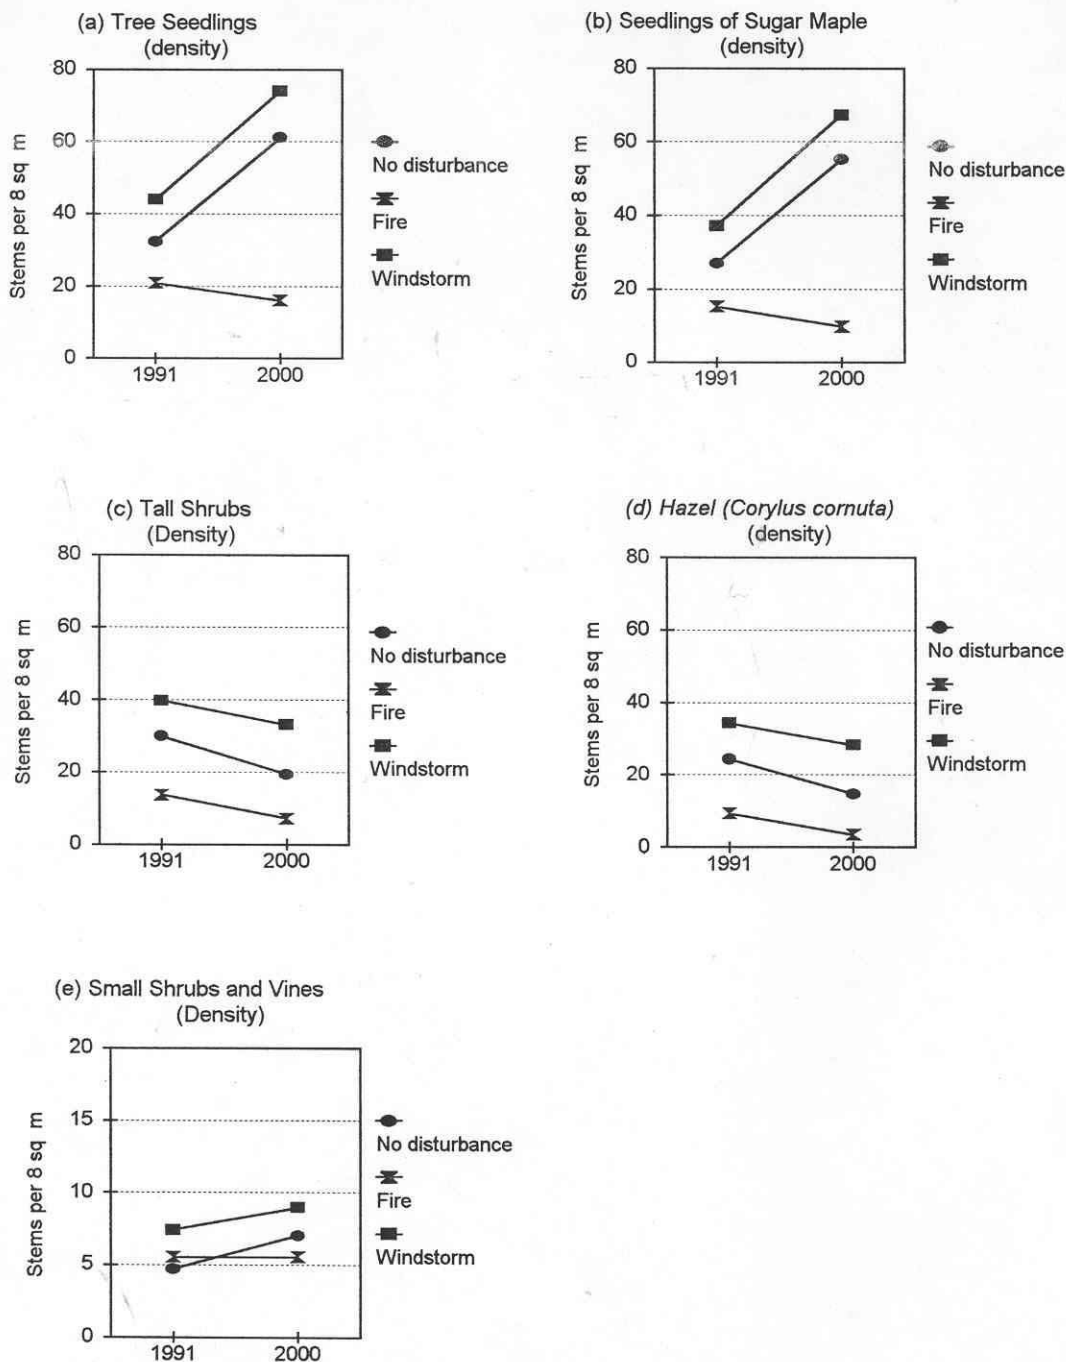 (a) Tree Seedlings
(density)
80
60
40
20
0
Stems per 8 sq m
1991 2000
No disturbance
Fire
Windstorm
(b) Seedlings of Sugar Maple
(density)
80
60
40
20
0
Stems per 8 sq m
1991 2000
No disturbance
Fire
Windstorm
(c) Tall Shrubs
(Density)
80
60
40
20
0
Stems per 8 sq m
1991 2000
No disturbance
Fire
Windstorm
(d) Hazel (Corylus cornuta)
(density)
80
60
40
20
0
Stems per 8 sq m
1991 2000
No disturbance
Fire
Windstorm
(e) Small Shrubs and Vines
(Density)
20
15
10
5
0
Stems per 8 sq m
1991 2000
No disturbance
Fire
Windstorm